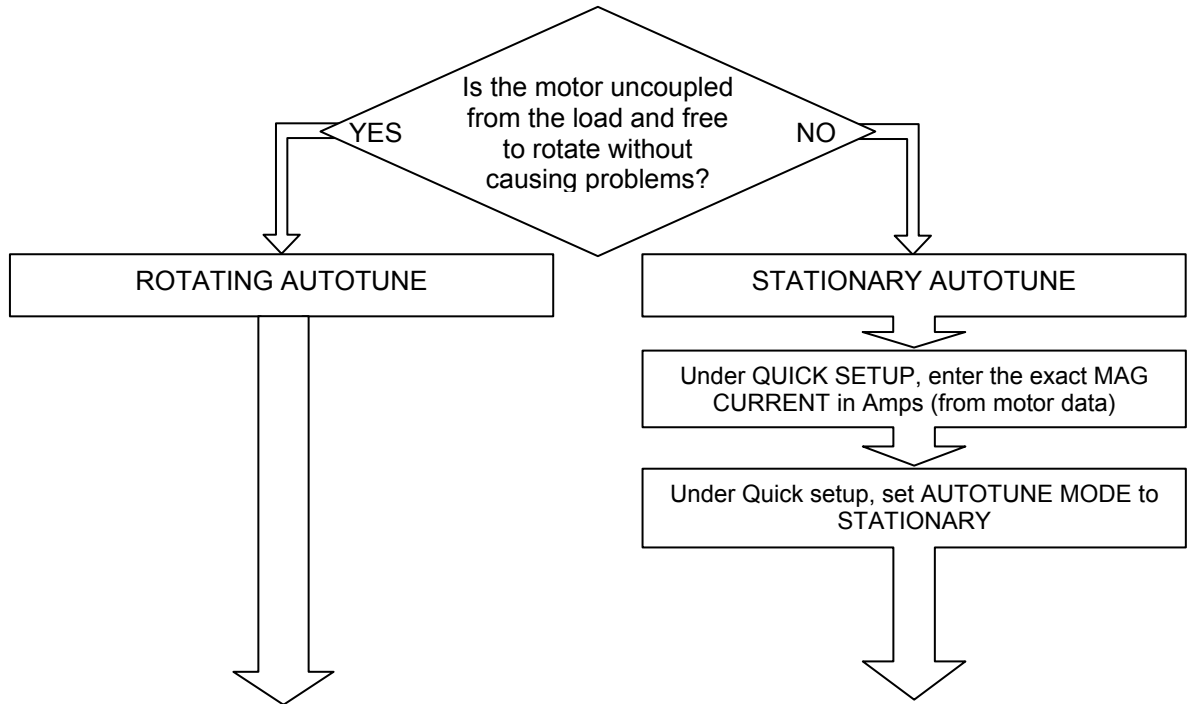 Is the motor uncoupled
from the load and free
to rotate without
causing problems?
YES
NO
ROTATING AUTOTUNE
STATIONARY AUTOTUNE
Under QUICK SETUP, enter the exact MAG
CURRENT in Amps (from motor data)
Under Quick setup, set AUTOTUNE MODE to
STATIONARY